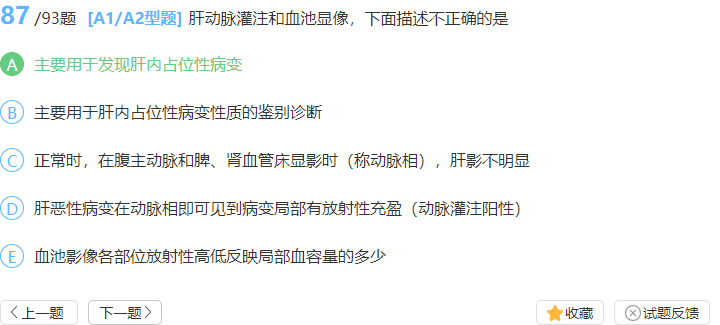 87 /93题 [A1/A2型题] 肝动脉灌注和血池显像，下面描述不正确的是
A 主要用于发现肝内占位性病变
B 主要用于肝内占位性病变性质的鉴别诊断
C 正常时，在腹主动脉和脾、肾血管床显影时（称动脉相），肝影不明显
D 肝恶性病变在动脉相即可见到病变局部有放射性充盈（动脉灌注阳性）
E 血池影像各部位放射性高低反映局部血容量的多少
上一题 下一题 收藏 试题反馈